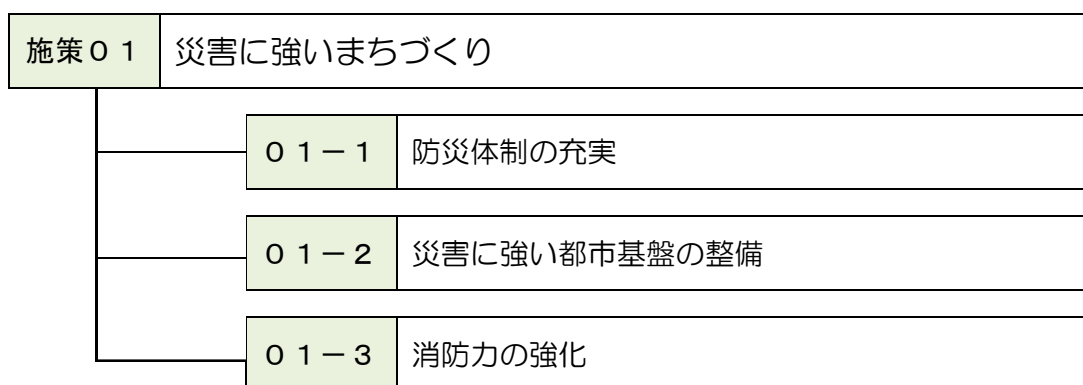 施策０１ 災害に強いまちづくり
０１－１ 防災体制の充実
０１－２ 災害に強い都市基盤の整備
０１－３ 消防力の強化